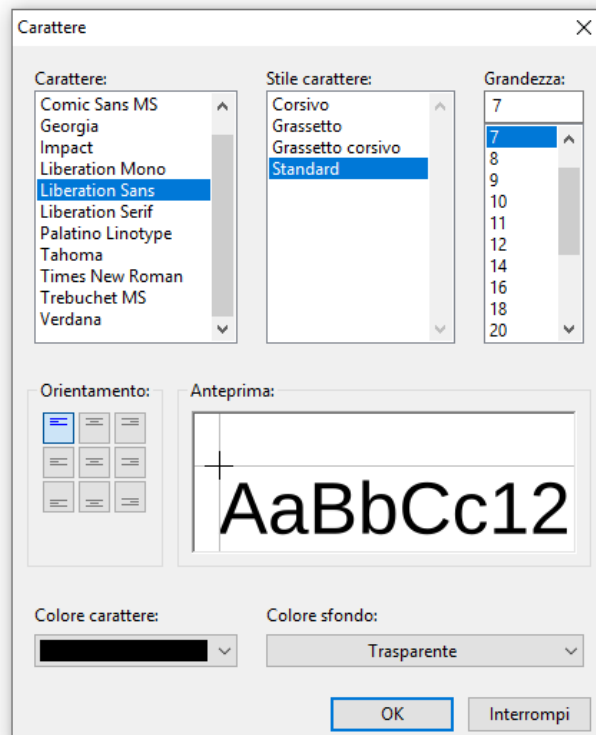 Carattere
Carattere:
Comic Sans MS
Georgia
Impact
Liberation Mono
Liberation Sans
Liberation Serif
Palatino Linotype
Tahoma
Times New Roman
Trebuchet MS
Verdana
Stile carattere:
Corsivo
Grassetto
Grassetto corsivo
Standard
Grandezza:
7
7
8
9
10
11
12
14
16
18
20
Orientamento:
Anteprima:
AaBbCc12
Colore carattere:
Colore sfondo:
Trasparente
OK
Interrompi